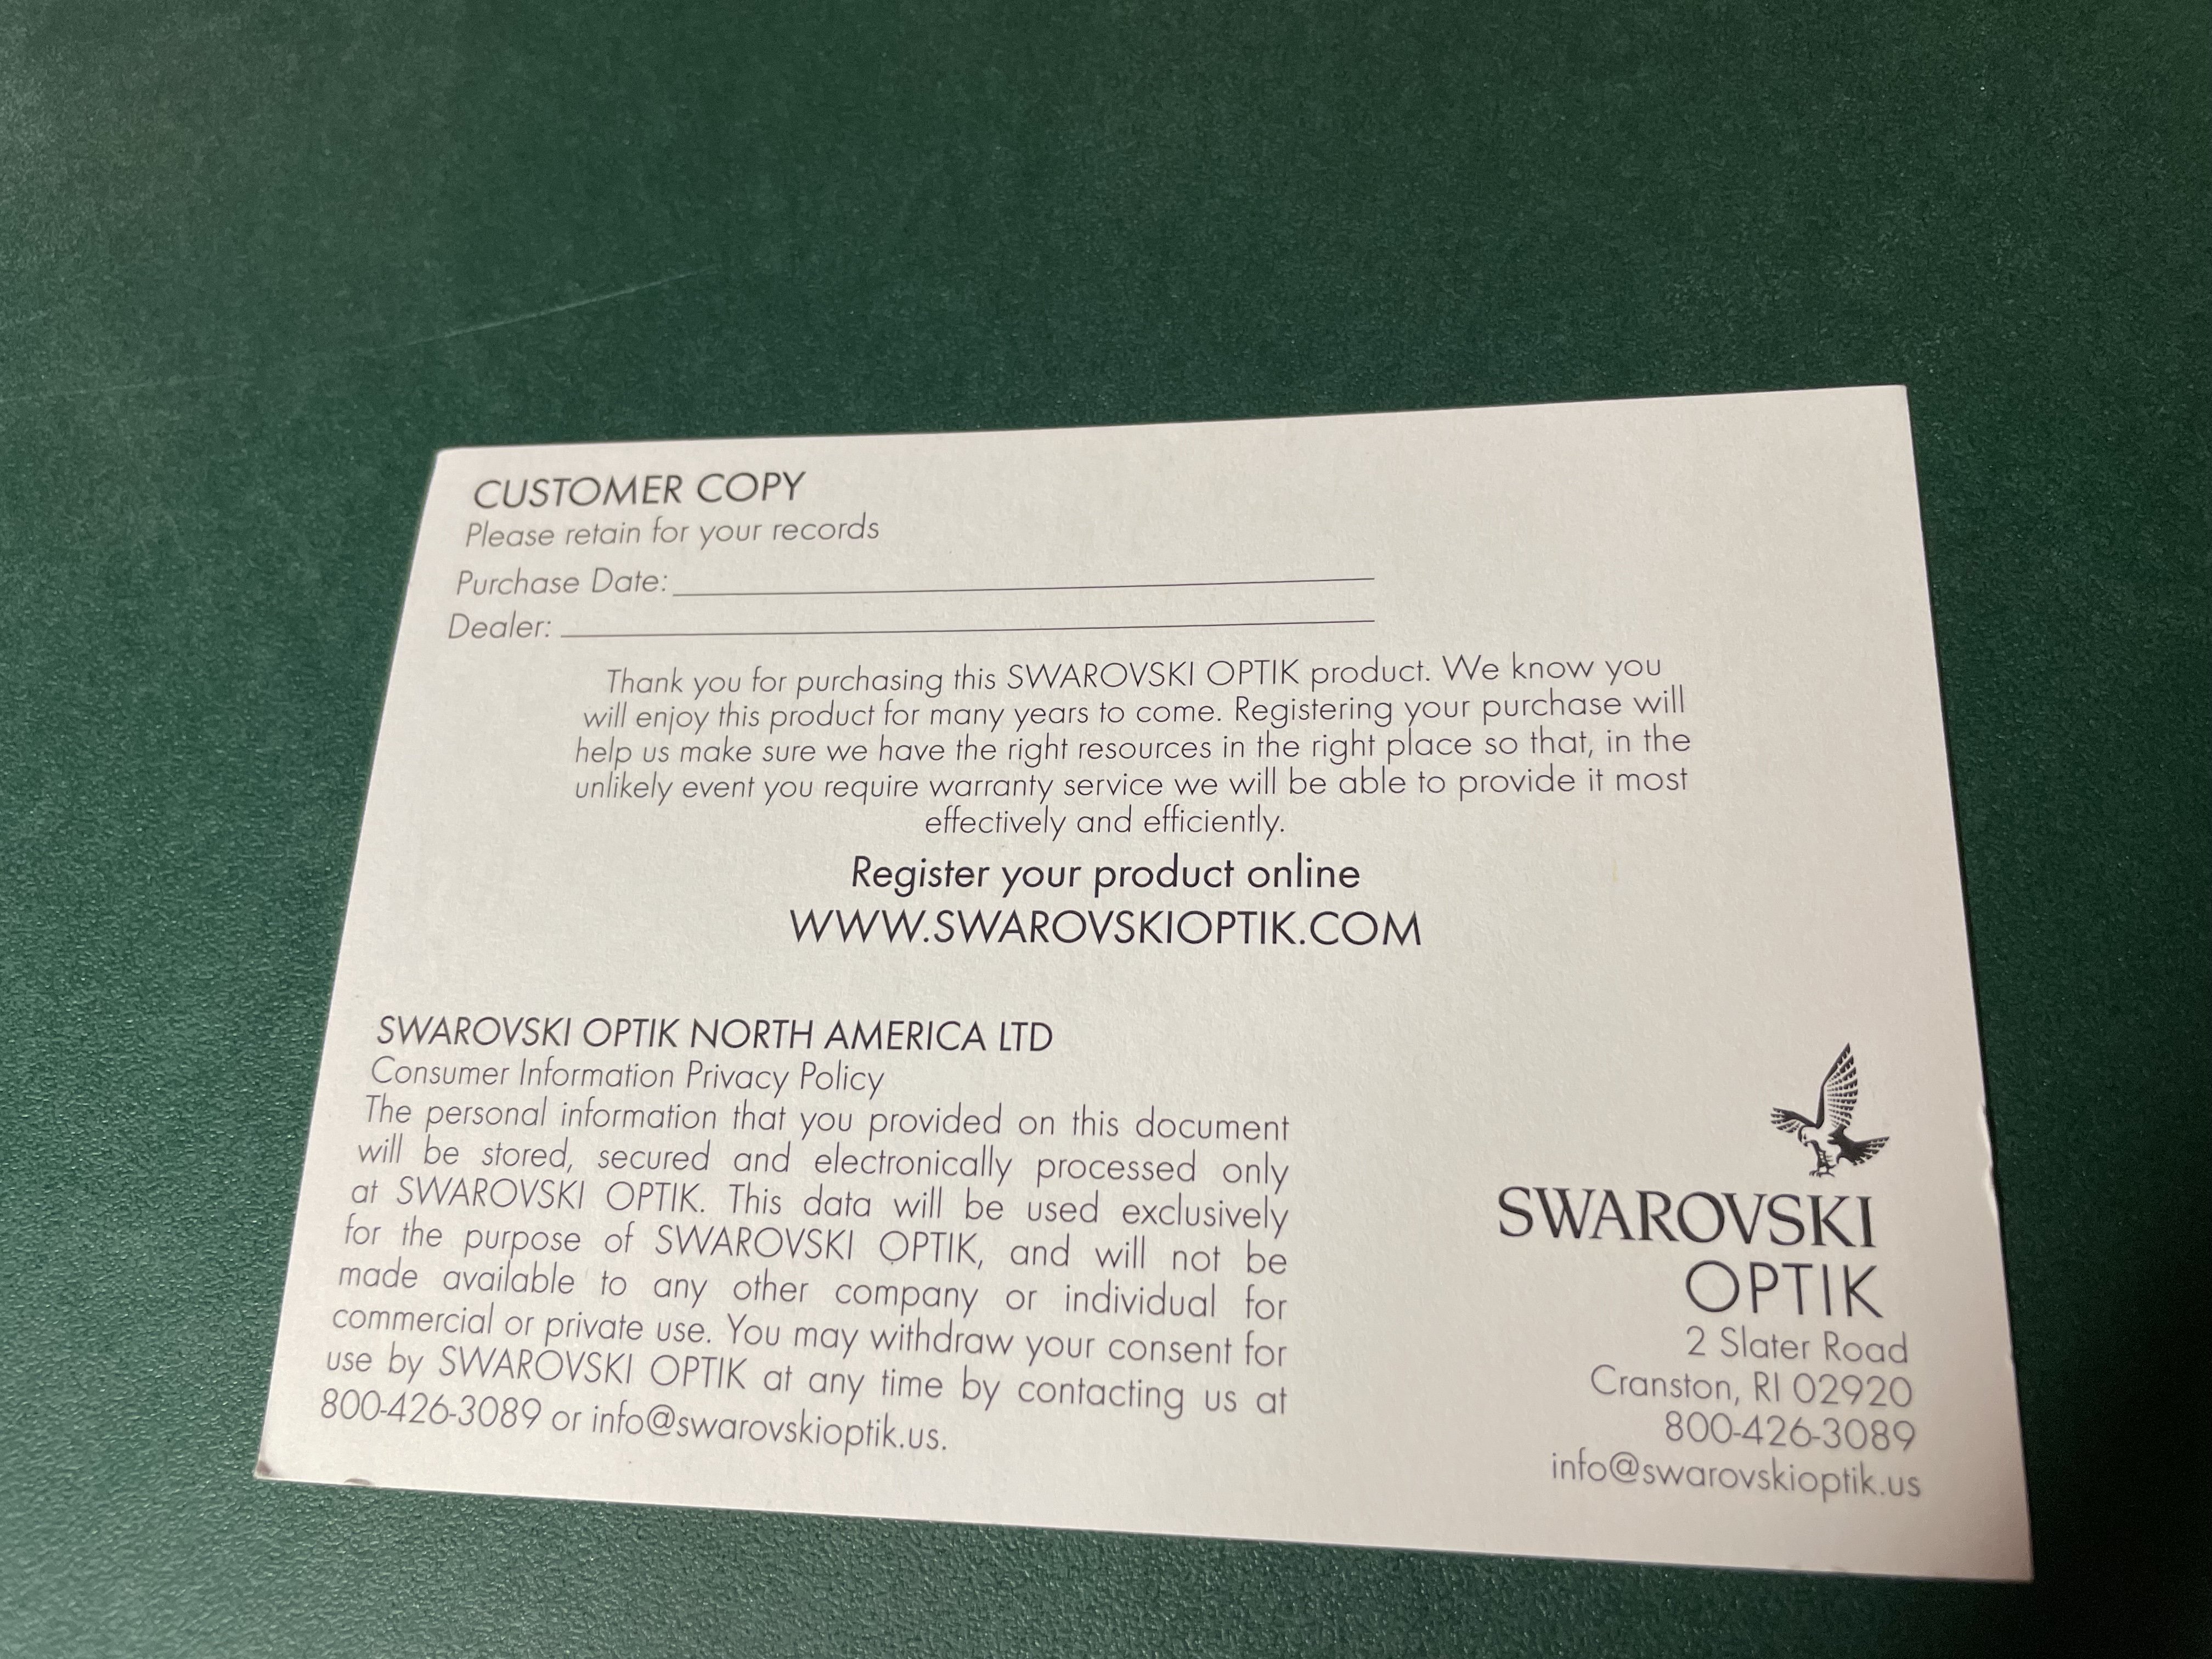 CUSTOMER COPY
Please retain for your records
Purchase Date:
Dealer:
Thank you for purchasing this SWAROVSKI OPTIK product. We know you
will enjoy this product for many years to come. Registering your purchase will
help us make sure we have the right resources in the right place so that, in the
unlikely event you require warranty service we will be able to provide it most
effectively and efficiently.
Register your product online
WWW.SWAROVSKIOPTIK.COM
SWAROVSKI OPTIK NORTH AMERICA LTD
Consumer Information Privacy Policy
The personal information that you provided on this document
will be stored, secured and electronically processed only
at SWAROVSKI OPTIK. This data will be used exclusively
for the purpose of SWAROVSKI OPTIK, and will not be
made available to any other company or individual for
commercial or private use. You may withdraw your consent for
use by SWAROVSKI OPTIK at any time by contacting us at
800-426-3089 or info@swarovskioptik.us.
SWAROVSKI
OPTIK
2 Slater Road
Cranston, RI 02920
800-426-3089
info@swarovskioptik.us